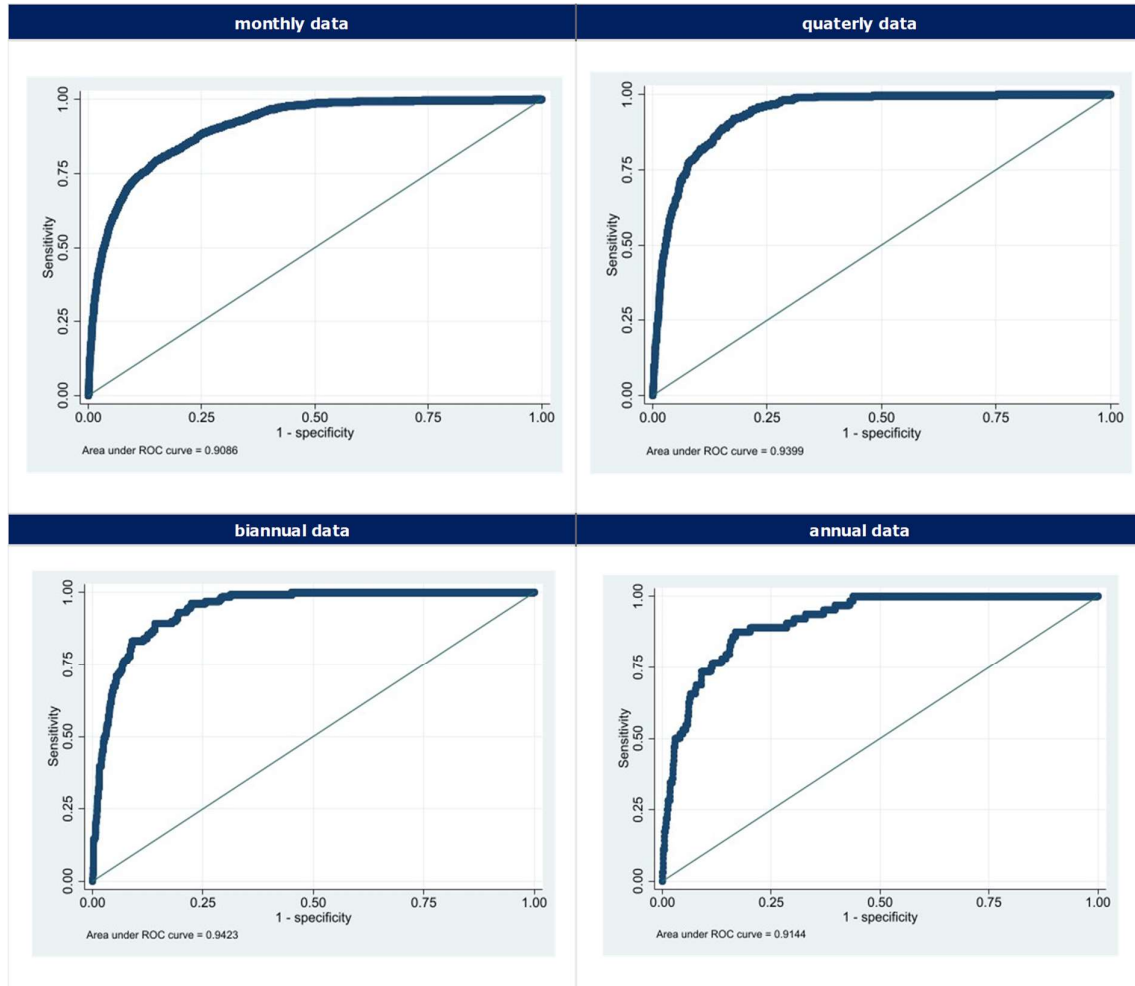 monthly data
quaterly data
1.00
0.75
0.50
0.25
0.00
Sensitivity
0.00 0.25 0.50 0.75 1.00
1 - specificity
Area under ROC curve = 0.9086
1.00
0.75
0.50
0.25
0.00
Sensitivity
0.00 0.25 0.50 0.75 1.00
1 - specificity
Area under ROC curve = 0.9399
biannual data
annual data
1.00
0.75
0.50
0.25
0.00
Sensitivity
0.00 0.25 0.50 0.75 1.00
1 - specificity
Area under ROC curve = 0.9423
1.00
0.75
0.50
0.25
0.00
Sensitivity
0.00 0.25 0.50 0.75 1.00
1 - specificity
Area under ROC curve = 0.9144